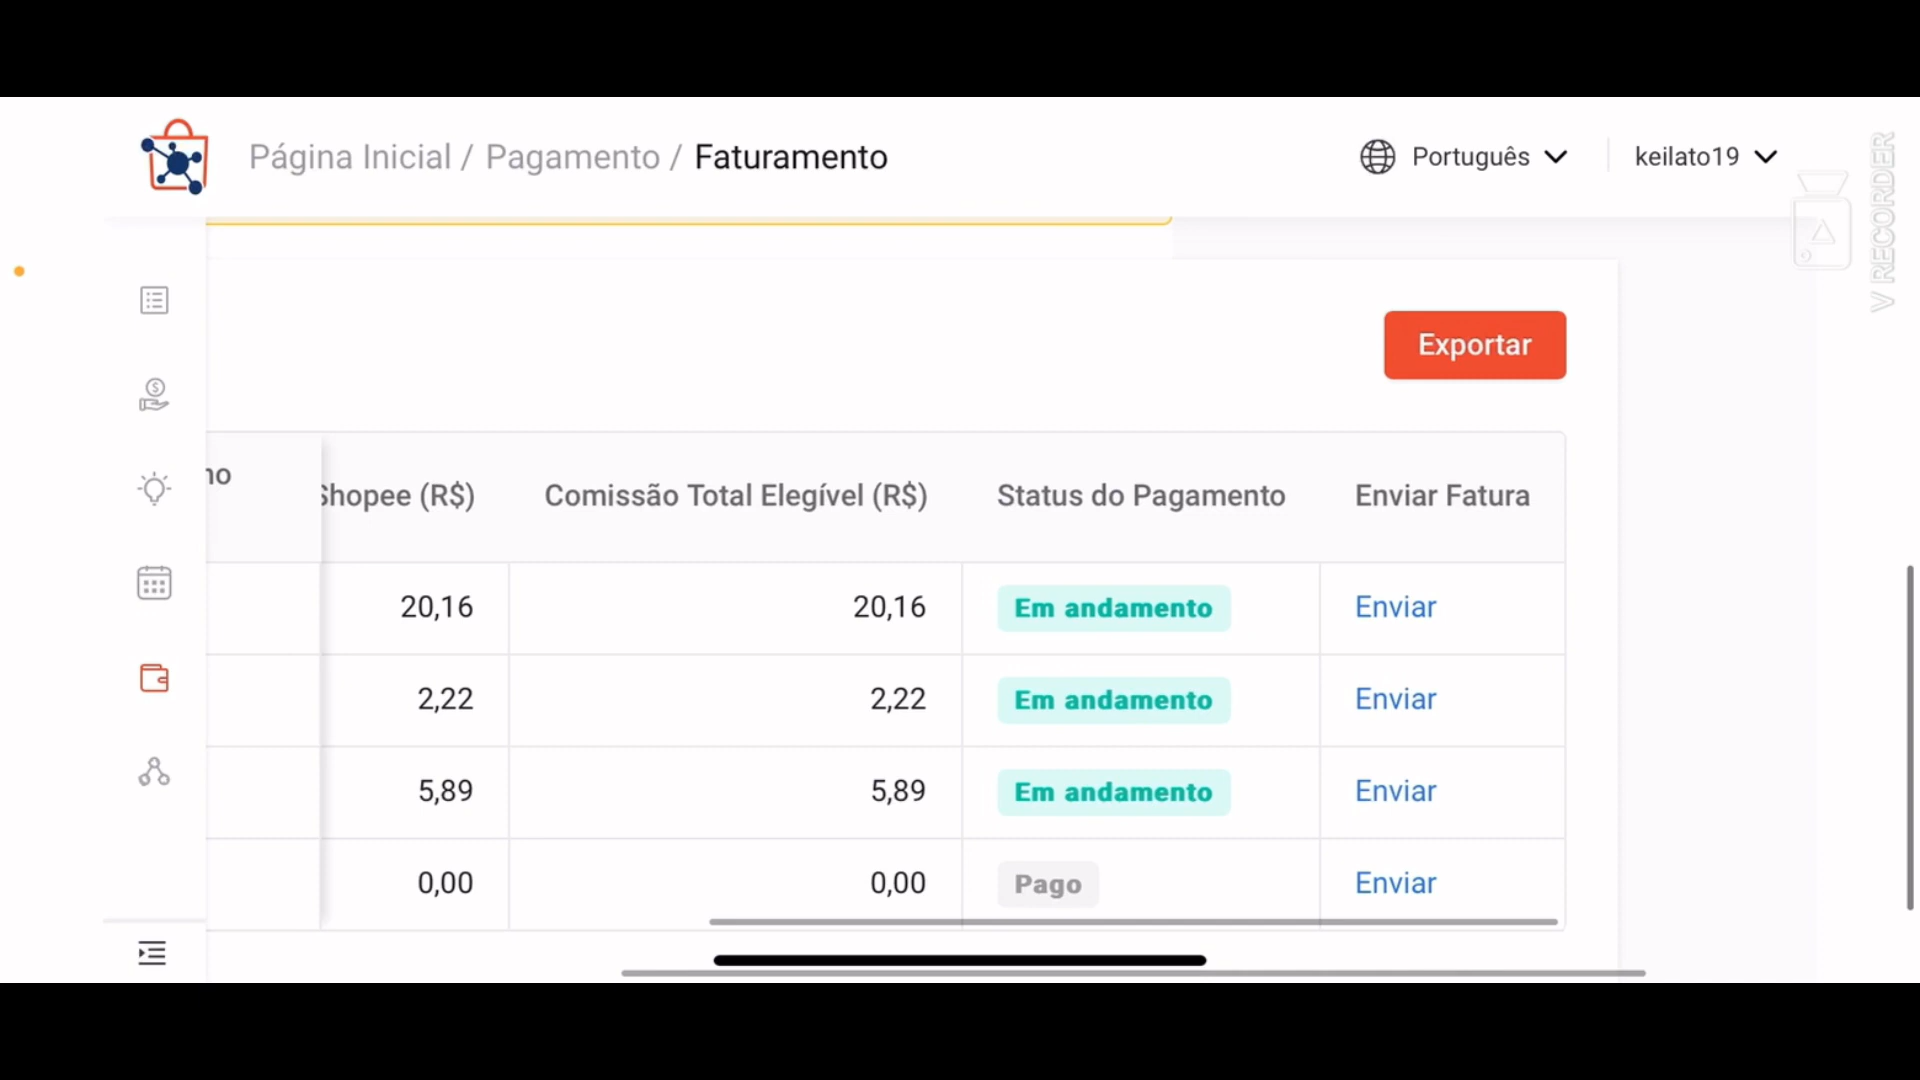 Página Inicial / Pagamento / Faturamento
Português
keilato19
V RECORDER
Exportar
Shopee (R$) Comissão Total Elegível (R$) Status do Pagamento Enviar Fatura
20,16 20,16 Em andamento Enviar
2,22 2,22 Em andamento Enviar
5,89 5,89 Em andamento Enviar
0,00 0,00 Pago Enviar